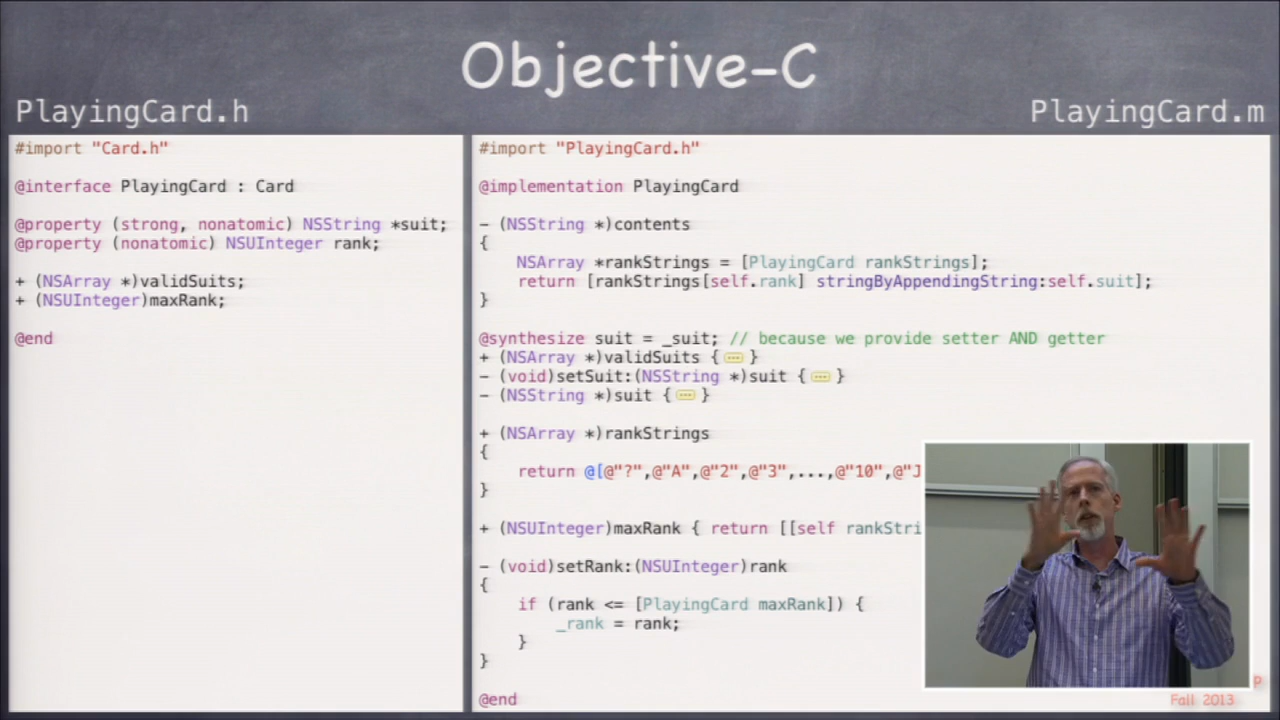 Objective-C
PlayingCard.h
PlayingCard.m
#import "Card.h"
@interface PlayingCard : Card
@property (strong, nonatomic) NSString *suit;
@property (nonatomic) NSUInteger rank;
+ (NSArray *)validSuits;
+ (NSUInteger)maxRank;
@end
#import "PlayingCard.h"
@implementation PlayingCard
- (NSString *)contents
{
NSArray *rankStrings = [PlayingCard rankStrings];
return [rankStrings[self.rank] stringByAppendingString:self.suit];
}
@synthesize suit = _suit; // because we provide setter AND getter
+ (NSArray *)validSuits { ... }
- (void)setSuit:(NSString *)suit { ... }
- (NSString *)suit { ... }
+ (NSArray *)rankStrings
{
return @[@"?",@"A",@"2",@"3",...,@"10",@"J
}
+ (NSUInteger)maxRank { return [[self rankStri
- (void)setRank:(NSUInteger)rank
{
if (rank <= [PlayingCard maxRank]) {
_rank = rank;
}
}
@end
P
Fall 2013